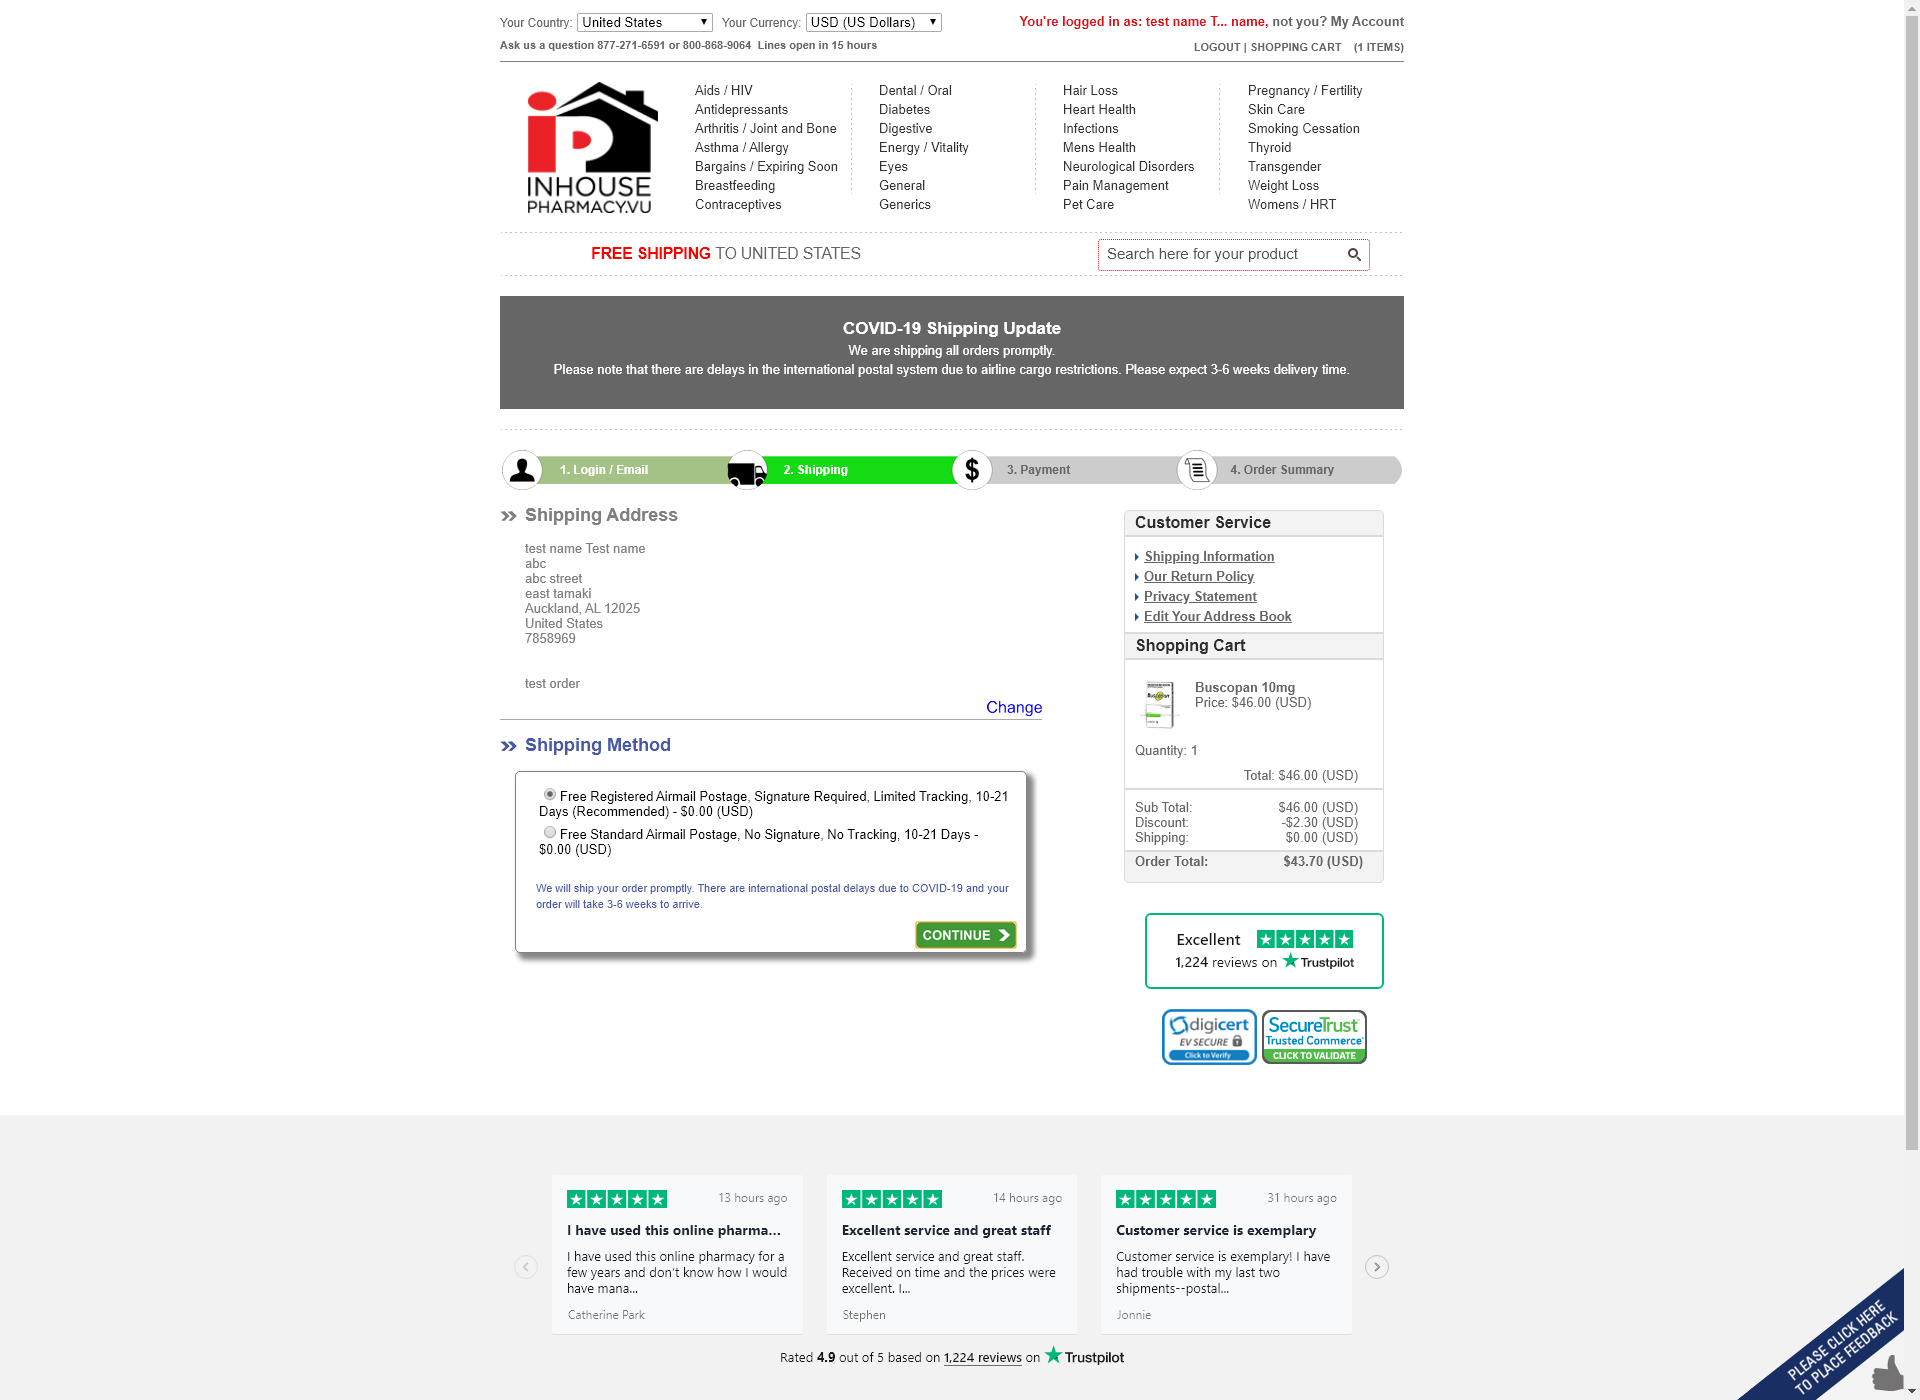 Your Country: United States Your Currency: USD (US Dollars)
You're logged in as: test name T... name, not you? My Account
Ask us a question 877-271-6591 or 800-868-9064 Lines open in 15 hours
LOGOUT | SHOPPING CART (1 ITEMS)
iP
INHOUSE
PHARMACY.VU
Aids / HIV
Antidepressants
Arthritis / Joint and Bone
Asthma / Allergy
Bargains / Expiring Soon
Breastfeeding
Contraceptives
Dental / Oral
Diabetes
Digestive
Energy / Vitality
Eyes
General
Generics
Hair Loss
Heart Health
Infections
Mens Health
Neurological Disorders
Pain Management
Pet Care
Pregnancy / Fertility
Skin Care
Smoking Cessation
Thyroid
Transgender
Weight Loss
Womens / HRT
FREE SHIPPING TO UNITED STATES
Search here for your product
COVID-19 Shipping Update
We are shipping all orders promptly.
Please note that there are delays in the international postal system due to airline cargo restrictions. Please expect 3-6 weeks delivery time.
1. Login / Email
2. Shipping
$ 3. Payment
4. Order Summary
Shipping Address
test name Test name
abc
abc street
east tamaki
Auckland, AL 12025
United States
7858969
test order
Change
Shipping Method
Free Registered Airmail Postage, Signature Required, Limited Tracking, 10-21
Days (Recommended) - $0.00 (USD)
Free Standard Airmail Postage, No Signature, No Tracking, 10-21 Days -
$0.00 (USD)
We will ship your order promptly. There are international postal delays due to COVID-19 and your
order will take 3-6 weeks to arrive.
CONTINUE
Customer Service
Shipping Information
Our Return Policy
Privacy Statement
Edit Your Address Book
Shopping Cart
Buscopan
Buscopan 10mg
Price: $46.00 (USD)
Quantity: 1
Total: $46.00 (USD)
Sub Total: $46.00 (USD)
Discount: -$2.30 (USD)
Shipping: $0.00 (USD)
Order Total: $43.70 (USD)
Excellent
1,224 reviews on Trustpilot
digicert
EV SECURE
Click to Verify
SecureTrust
Trusted Commerce
CLICK TO VALIDATE
13 hours ago
I have used this online pharma...
I have used this online pharmacy for a
few years and don't know how I would
have mana...
Catherine Park
14 hours ago
Excellent service and great staff
Excellent service and great staff.
Received on time and the prices were
excellent. I...
Stephen
31 hours ago
Customer service is exemplary
Customer service is exemplary! I have
had trouble with my last two
shipments--postal...
Jonnie
Rated 4.9 out of 5 based on 1,224 reviews on Trustpilot
PLEASE CLICK HERE
TO PLACE FEEDBACK